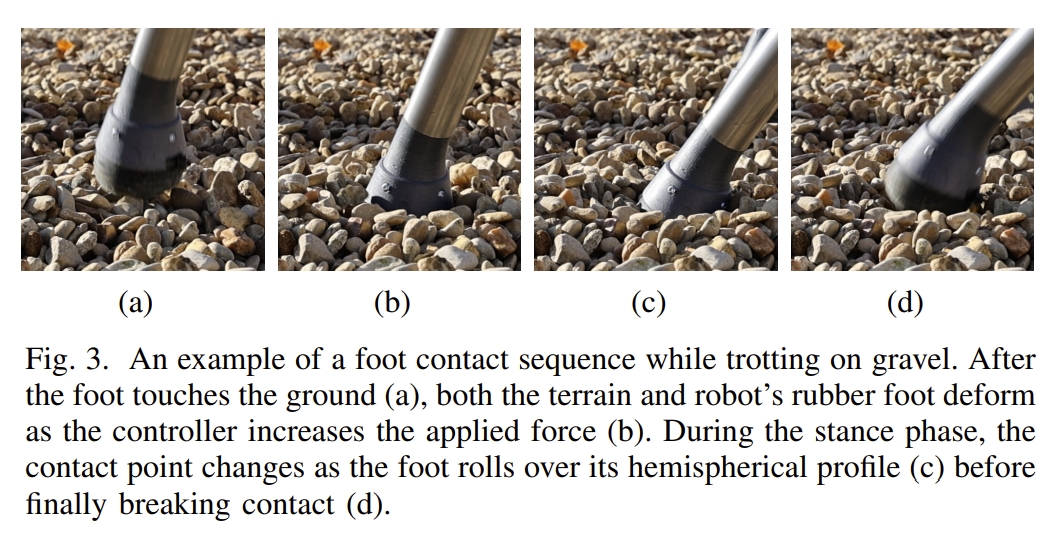 (a) (b) (c) (d)
Fig. 3. An example of a foot contact sequence while trotting on gravel. After
the foot touches the ground (a), both the terrain and robot's rubber foot deform
as the controller increases the applied force (b). During the stance phase, the
contact point changes as the foot rolls over its hemispherical profile (c) before
finally breaking contact (d).